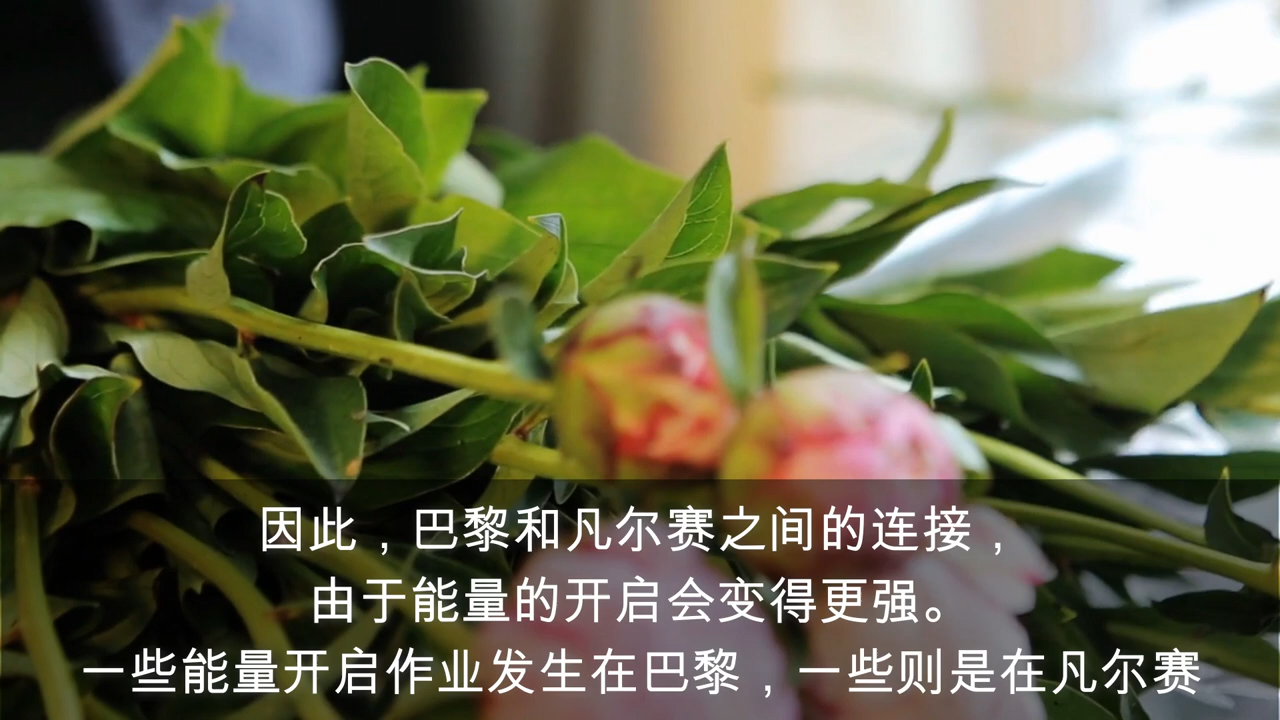 因此，巴黎和凡尔赛之间的连接，
由于能量的开启会变得更强。
一些能量开启作业发生在巴黎，一些则是在凡尔赛